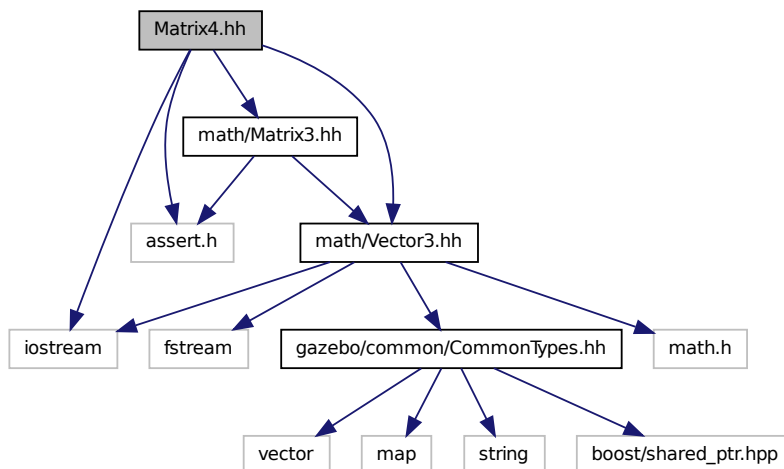 Matrix4.hh
math/Matrix3.hh
assert.h
math/Vector3.hh
iostream
fstream
gazebo/common/CommonTypes.hh
math.h
vector
map
string
boost/shared_ptr.hpp